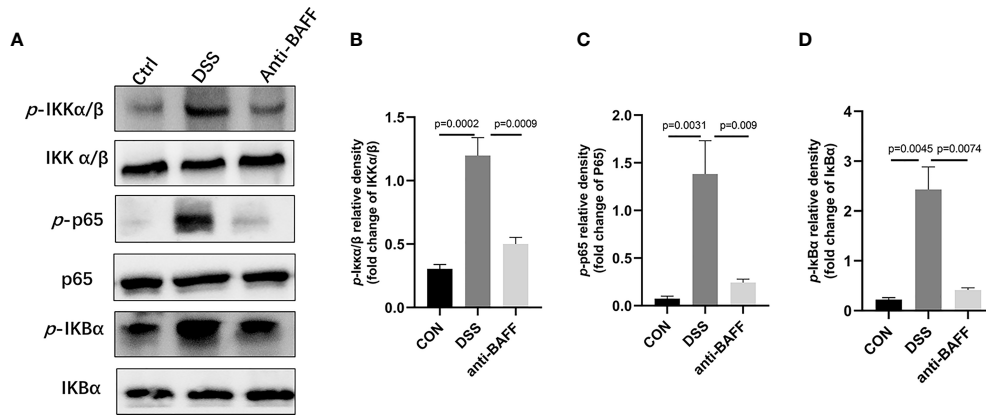 A
Ctrl
DSS
Anti-BAFF
p-IKKα/β
IKK α/β
p-p65
p65
p-IKBα
IKBα
B
p-Iκκα/β relative density
(fold change of IKKα/β)
1.5
1.0
0.5
0.0
p=0.0002
p=0.0009
CON
DSS
anti-BAFF
C
p-p65 relative density
(fold change of P65)
2.0
1.5
1.0
0.5
0.0
p=0.0031
p=0.009
CON
DSS
anti-BAFF
D
p-IκBα relative density
(fold change of IκBα)
4
3
2
1
0
p=0.0045
p=0.0074
CON
DSS
anti-BAFF